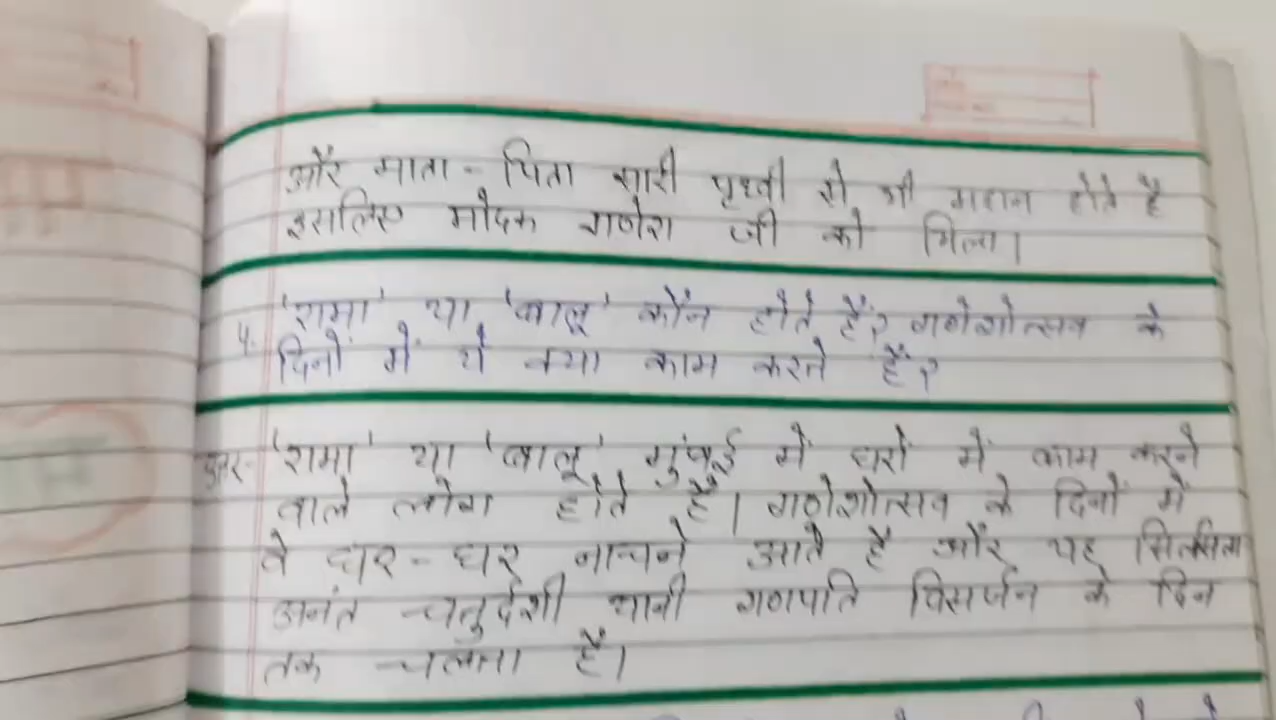 और माता - पिता सारी पृथ्वी से भी महान होते है
इसलिए मोदक गणेश जी को मिला।
'रामा' या 'बालू' कौन होते हैं? गणेशोत्सव के
५. दिनों में ये क्या काम करते हैं?
उत्तर- 'रामा' या 'बालू' मुंबई में घरों में काम करने
वाले लोग होते हैं। गणेशोत्सव के दिनों में
वे घर - घर नाचने आते हैं और यह सिलसिला
अनंत चतुर्दशी यानी गणपति विसर्जन के दिन
तक चलता है।